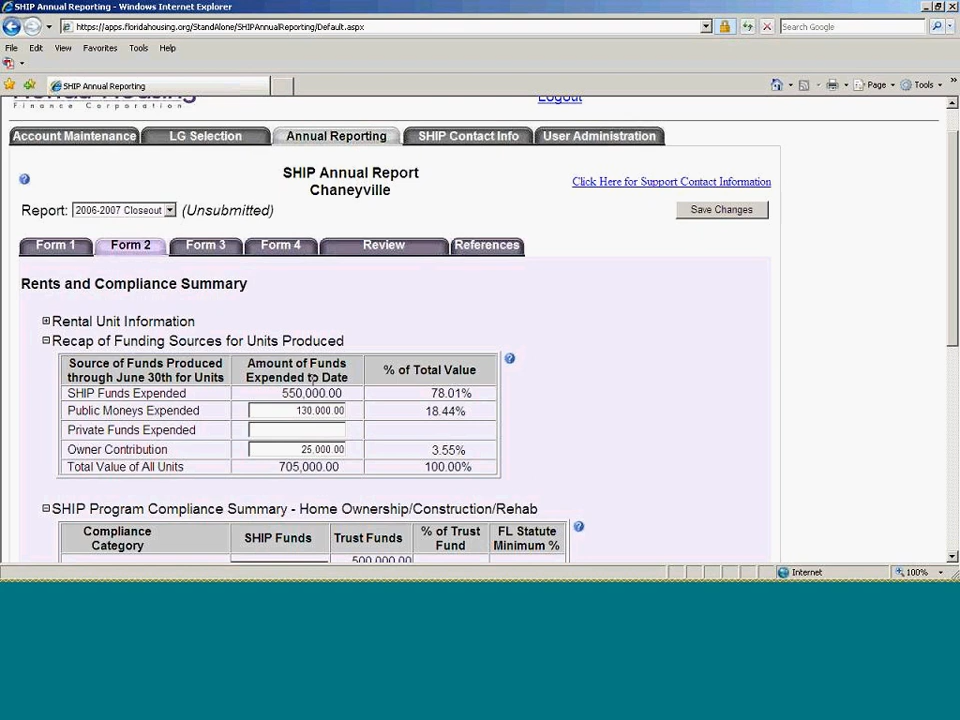 SHIP Annual Reporting - Windows Internet Explorer
https://apps.floridahousing.org/StandAlone/SHIPAnnualReporting/Default.aspx
Search Google
File Edit View Favorites Tools Help
SHIP Annual Reporting
Page Tools
Finance Corporation
Logout
Account Maintenance LG Selection Annual Reporting SHIP Contact Info User Administration
SHIP Annual Report
Chaneyville
Click Here for Support Contact Information
Report: 2006-2007 Closeout (Unsubmitted)
Save Changes
Form 1 Form 2 Form 3 Form 4 Review References
Rents and Compliance Summary
Rental Unit Information
Recap of Funding Sources for Units Produced
Source of Funds Produced through June 30th for Units Amount of Funds Expended to Date % of Total Value
SHIP Funds Expended 550,000.00 78.01%
Public Moneys Expended 130,000.00 18.44%
Private Funds Expended
Owner Contribution 25,000.00 3.55%
Total Value of All Units 705,000.00 100.00%
SHIP Program Compliance Summary - Home Ownership/Construction/Rehab
Compliance Category SHIP Funds Trust Funds % of Trust Fund FL Statute Minimum %
500,000.00
Internet
100%